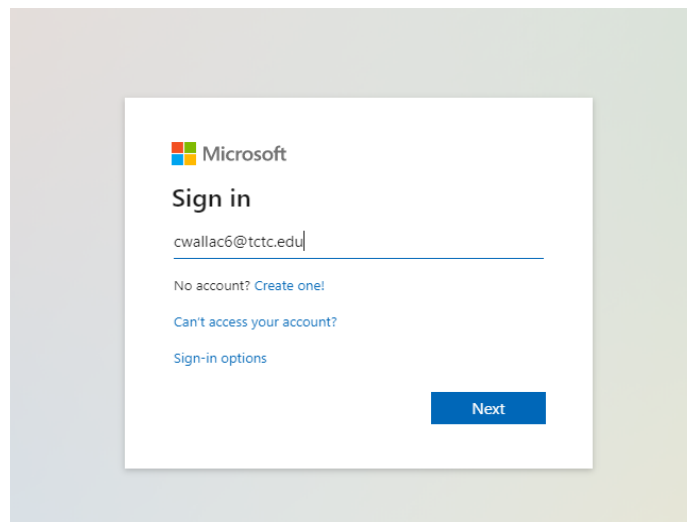 Microsoft
Sign in
cwallac6@tctc.edu
No account? Create one!
Can't access your account?
Sign-in options
Next